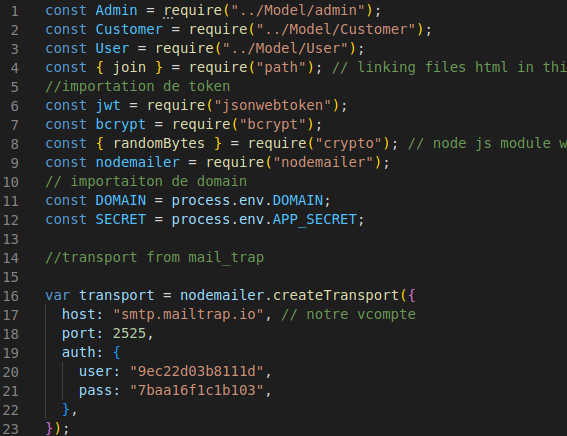 1 const Admin = require("../Model/admin");
2 const Customer = require("../Model/Customer");
3 const User = require("../Model/User");
4 const { join } = require("path"); // linking files html in thi
5 //importation de token
6 const jwt = require("jsonwebtoken");
7 const bcrypt = require("bcrypt");
8 const { randomBytes } = require("crypto"); // node js module w
9 const nodemailer = require("nodemailer");
10 // importaiton de domain
11 const DOMAIN = process.env.DOMAIN;
12 const SECRET = process.env.APP_SECRET;
13
14 //transport from mail_trap
15
16 var transport = nodemailer.createTransport({
17 host: "smtp.mailtrap.io", // notre vcompte
18 port: 2525,
19 auth: {
20 user: "9ec22d03b8111d",
21 pass: "7baa16f1c1b103",
22 },
23 });